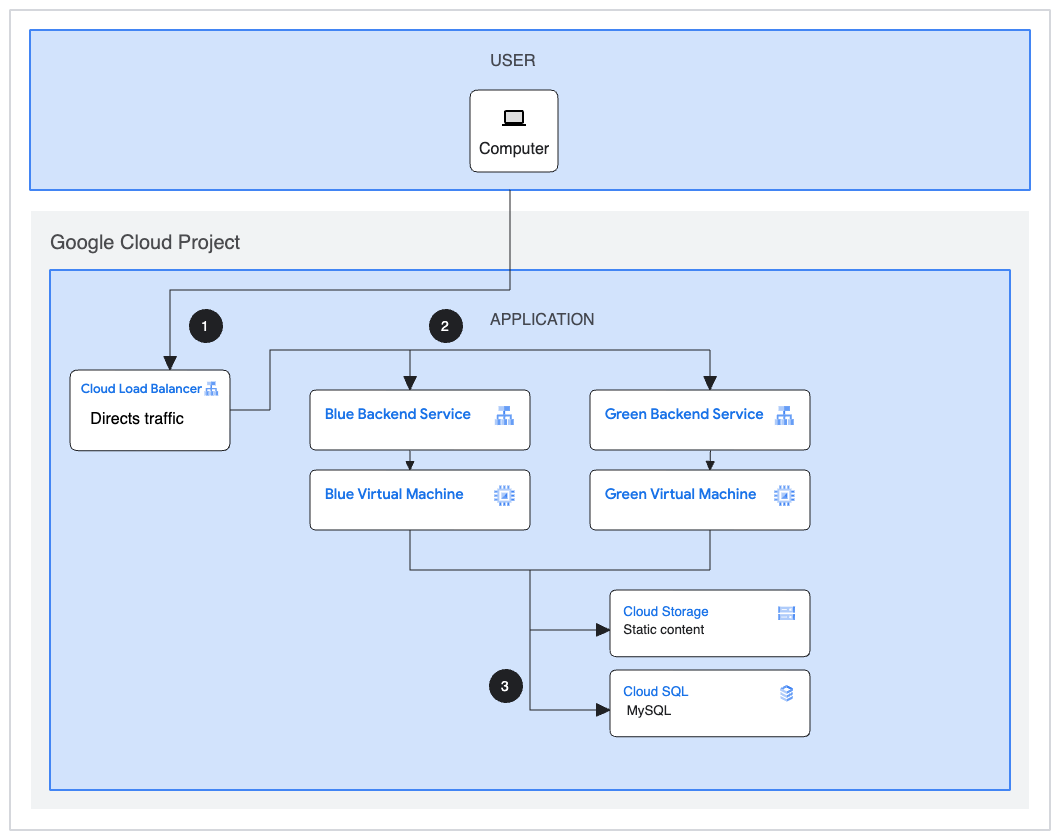 USER
Computer
Google Cloud Project
1
2
APPLICATION
Cloud Load Balancer
Directs traffic
Blue Backend Service
Green Backend Service
Blue Virtual Machine
Green Virtual Machine
Cloud Storage
Static content
3
Cloud SQL
MySQL